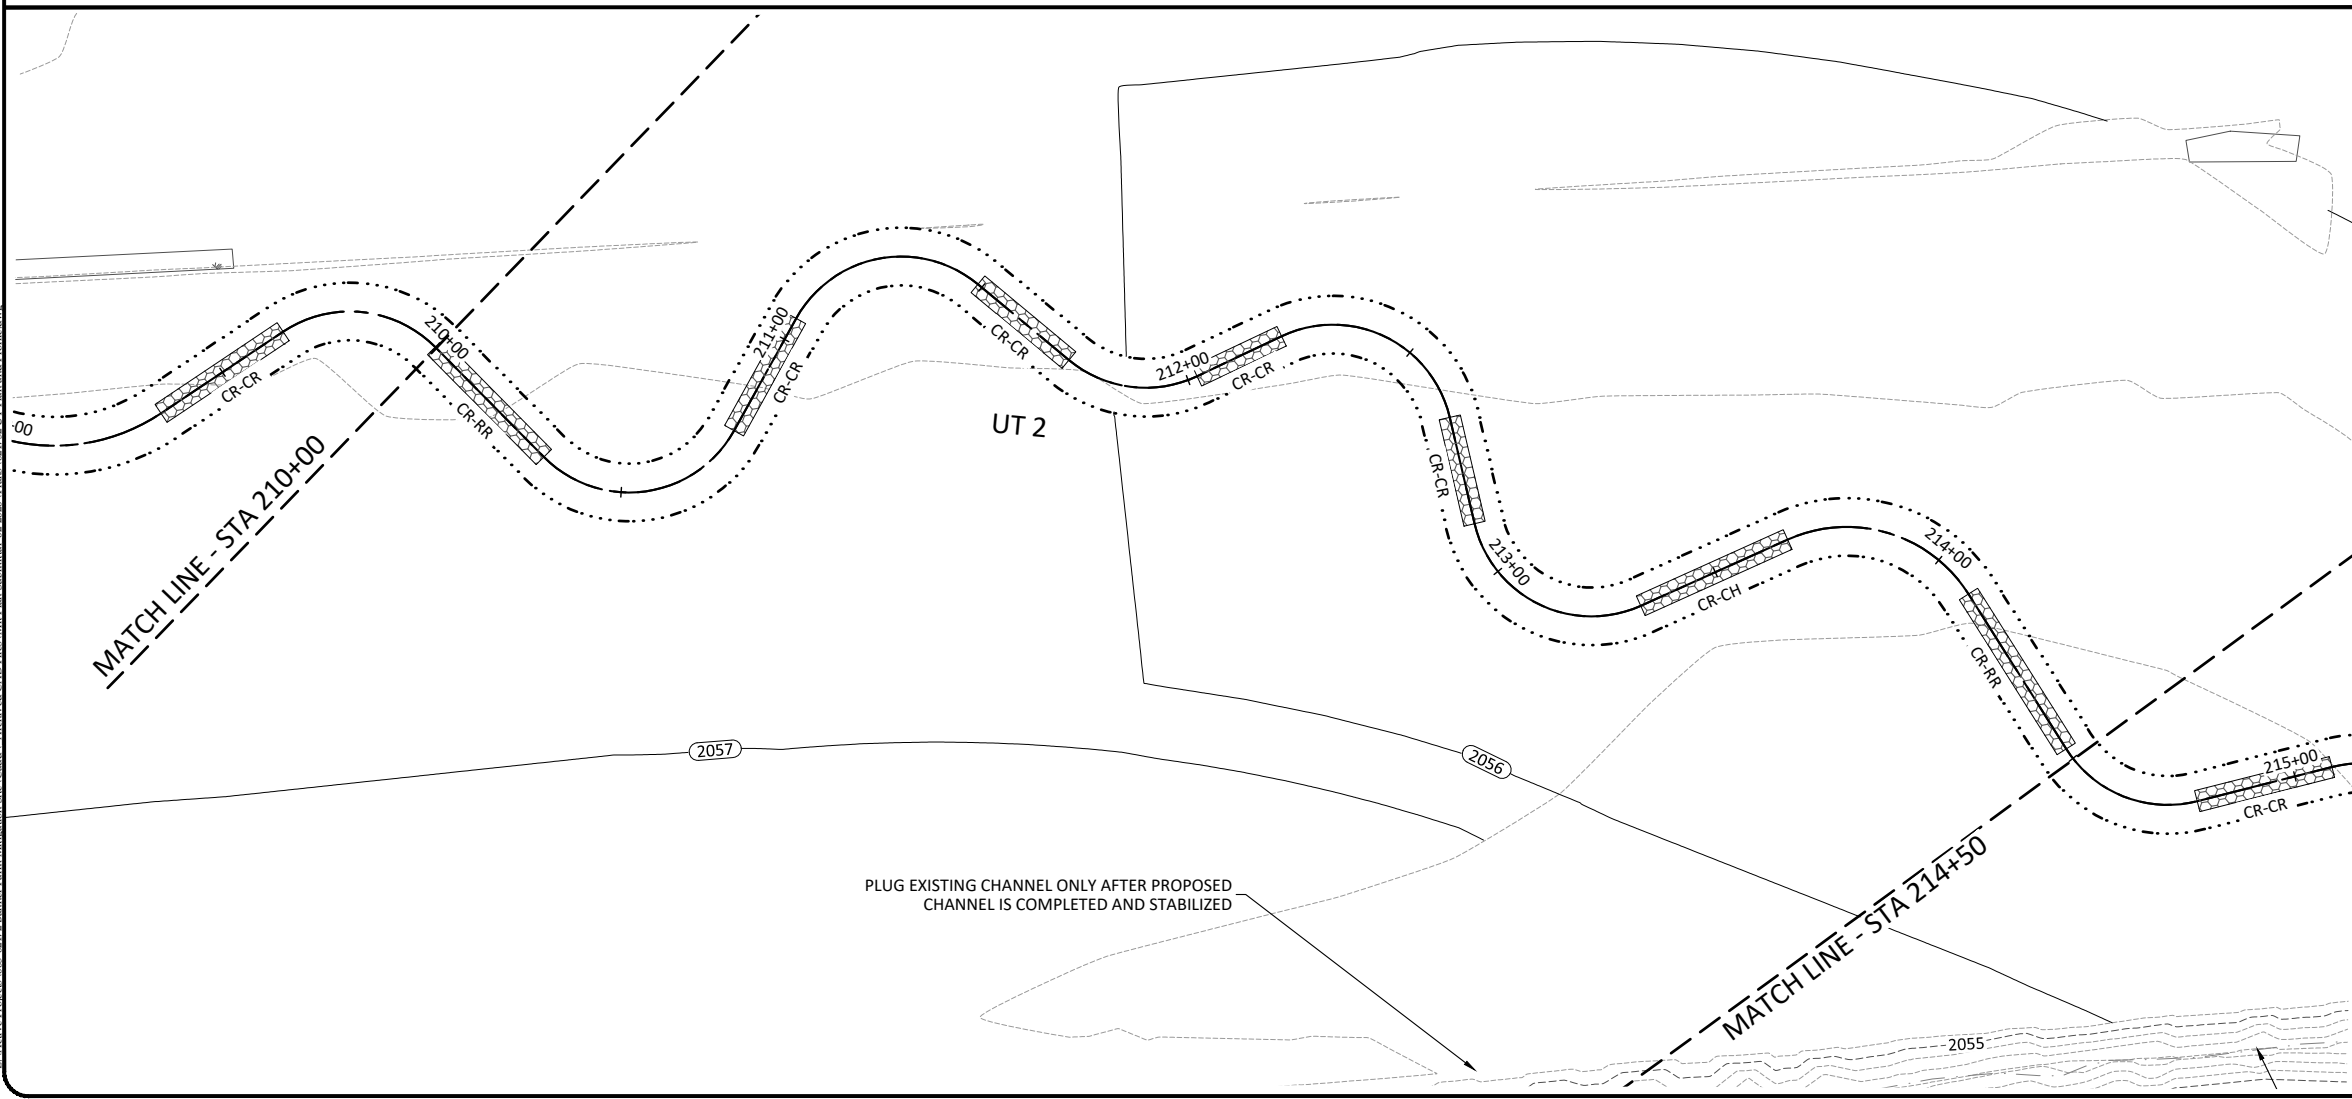 -00
CR-CR
210+00
CR-RR
MATCH LINE - STA 210+00
211+00
CR-CR
CR-CR
UT 2
212+00
CR-CR
CR-CR
213+00
CR-CH
214+00
CR-RR
215+00
CR-CR
MATCH LINE - STA 214+50
2057
2056
PLUG EXISTING CHANNEL ONLY AFTER PROPOSED
CHANNEL IS COMPLETED AND STABILIZED
2055